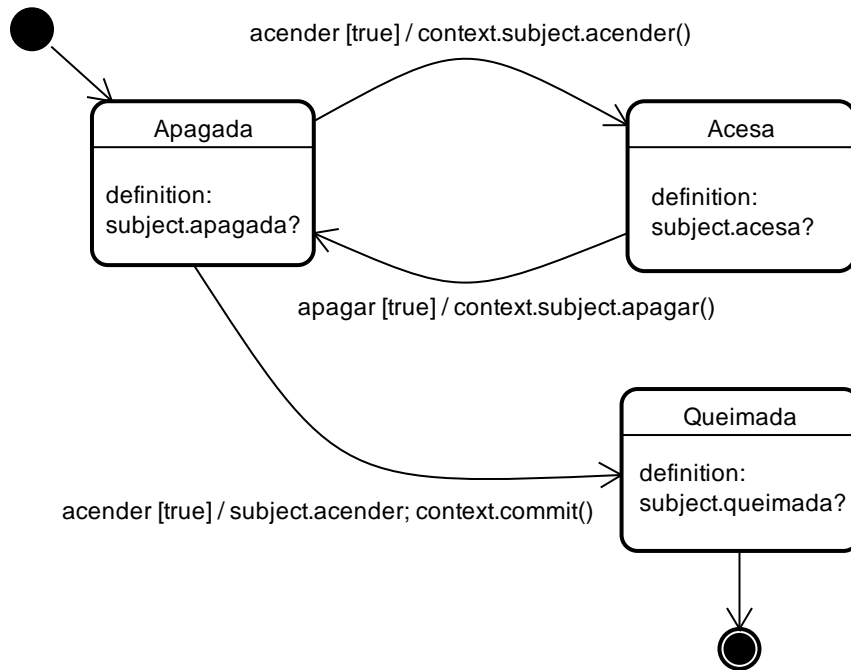 acender [true] / context.subject.acender()
Apagada
definition:
subject.apagada?
Acesa
definition:
subject.acesa?
apagar [true] / context.subject.apagar()
Queimada
definition:
subject.queimada?
acender [true] / subject.acender; context.commit()